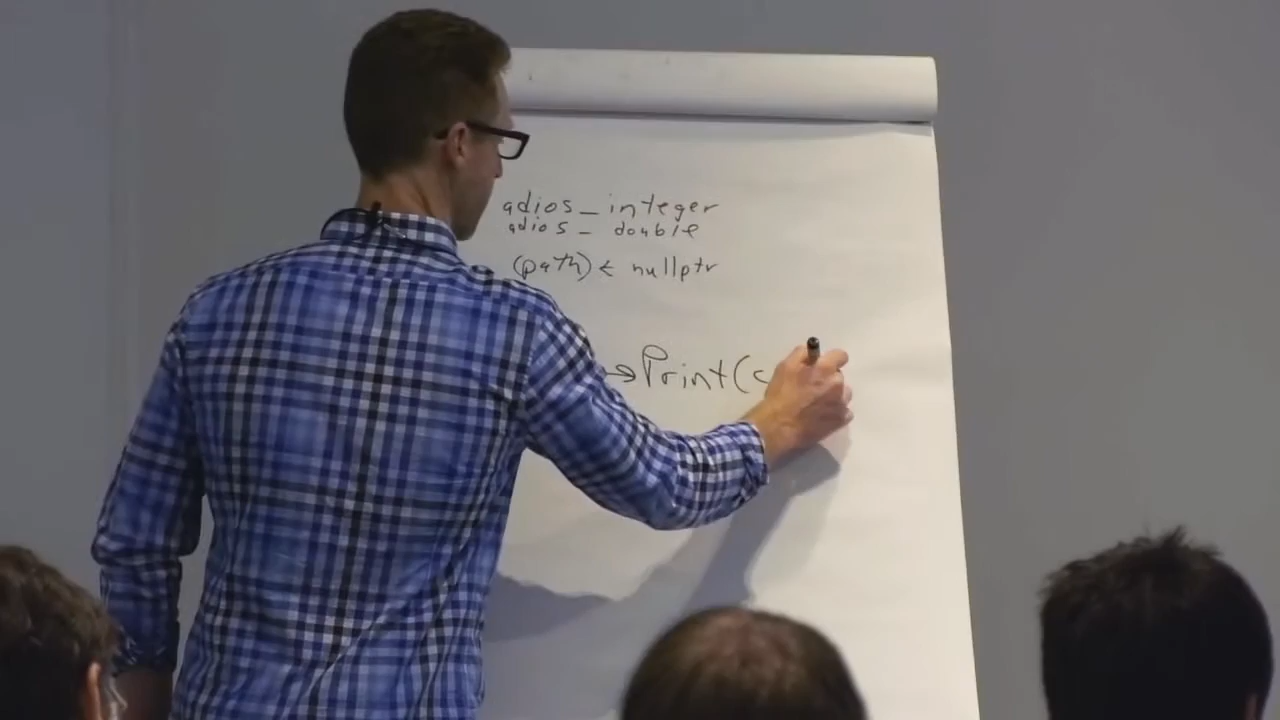 adios_integer
adios_double
(path) < nullptr
→Print(c